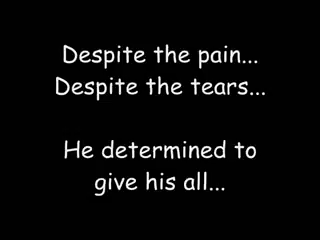 Despite the pain...
Despite the tears...
He determined to
give his all...